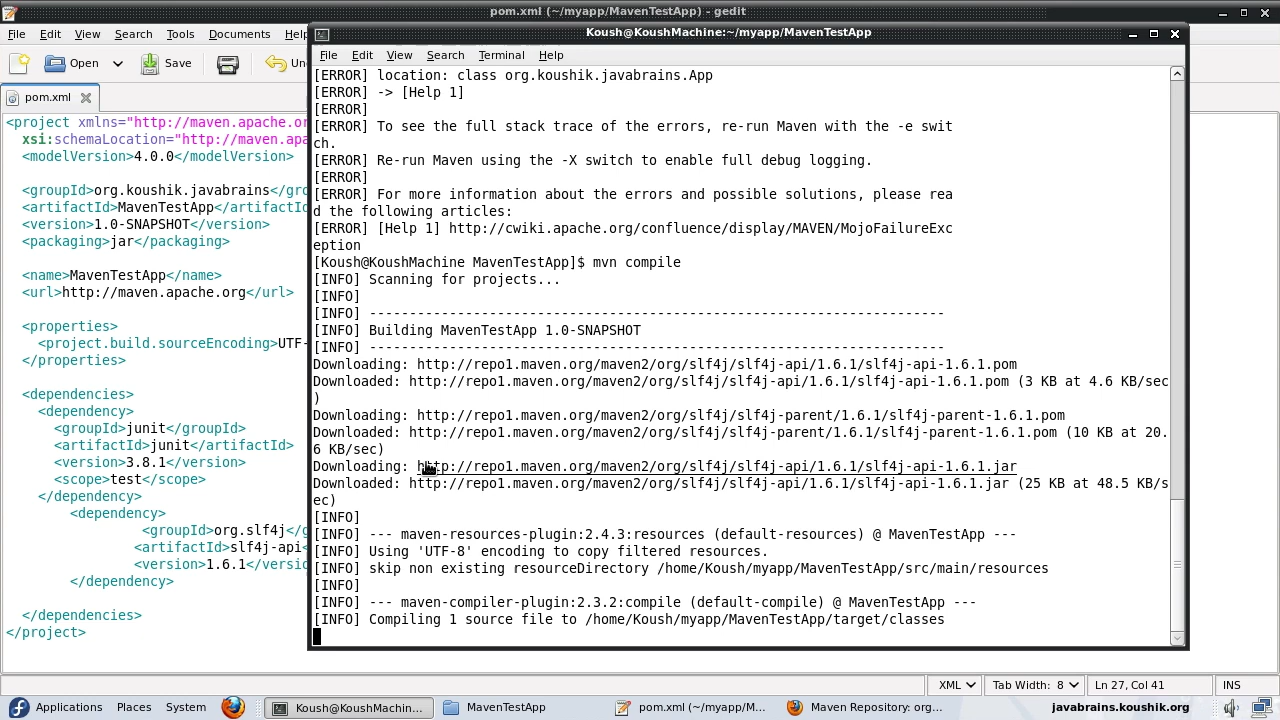 pom.xml (~/myapp/MavenTestApp) - gedit
File Edit View Search Tools Documents Help
Open Save Un
pom.xml
<project xmlns="http://maven.apache.or
xsi:schemaLocation="http://maven.apa
<modelVersion>4.0.0</modelVersion>
<groupId>org.koushik.javabrains</gro
<artifactId>MavenTestApp</artifactId
<version>1.0-SNAPSHOT</version>
<packaging>jar</packaging>
<name>MavenTestApp</name>
<url>http://maven.apache.org</url>
<properties>
<project.build.sourceEncoding>UTF-
</properties>
<dependencies>
<dependency>
<groupId>junit</groupId>
<artifactId>junit</artifactId>
<version>3.8.1</version>
<scope>test</scope>
</dependency>
<dependency>
<groupId>org.slf4j</g
<artifactId>slf4j-api<
<version>1.6.1</versio
</dependency>
</dependencies>
</project>
Koush@KoushMachine:~/myapp/MavenTestApp
File Edit View Search Terminal Help
[ERROR] location: class org.koushik.javabrains.App
[ERROR] -> [Help 1]
[ERROR]
[ERROR] To see the full stack trace of the errors, re-run Maven with the -e swit
ch.
[ERROR] Re-run Maven using the -X switch to enable full debug logging.
[ERROR]
[ERROR] For more information about the errors and possible solutions, please rea
d the following articles:
[ERROR] [Help 1] http://cwiki.apache.org/confluence/display/MAVEN/MojoFailureExc
eption
[Koush@KoushMachine MavenTestApp]$ mvn compile
[INFO] Scanning for projects...
[INFO]
[INFO] ------------------------------------------------------------------------
[INFO] Building MavenTestApp 1.0-SNAPSHOT
[INFO] ------------------------------------------------------------------------
Downloading: http://repo1.maven.org/maven2/org/slf4j/slf4j-api/1.6.1/slf4j-api-1.6.1.pom
Downloaded: http://repo1.maven.org/maven2/org/slf4j/slf4j-api/1.6.1/slf4j-api-1.6.1.pom (3 KB at 4.6 KB/sec
)
Downloading: http://repo1.maven.org/maven2/org/slf4j/slf4j-parent/1.6.1/slf4j-parent-1.6.1.pom
Downloaded: http://repo1.maven.org/maven2/org/slf4j/slf4j-parent/1.6.1/slf4j-parent-1.6.1.pom (10 KB at 20.
6 KB/sec)
Downloading: http://repo1.maven.org/maven2/org/slf4j/slf4j-api/1.6.1/slf4j-api-1.6.1.jar
Downloaded: http://repo1.maven.org/maven2/org/slf4j/slf4j-api/1.6.1/slf4j-api-1.6.1.jar (25 KB at 48.5 KB/s
ec)
[INFO]
[INFO] --- maven-resources-plugin:2.4.3:resources (default-resources) @ MavenTestApp ---
[INFO] Using 'UTF-8' encoding to copy filtered resources.
[INFO] skip non existing resourceDirectory /home/Koush/myapp/MavenTestApp/src/main/resources
[INFO]
[INFO] --- maven-compiler-plugin:2.3.2:compile (default-compile) @ MavenTestApp ---
[INFO] Compiling 1 source file to /home/Koush/myapp/MavenTestApp/target/classes
XML Tab Width: 8 Ln 27, Col 41 INS
Applications Places System Koush@KoushMachin... MavenTestApp pom.xml (~/myapp/M... Maven Repository: org... javabrains.koushik.org